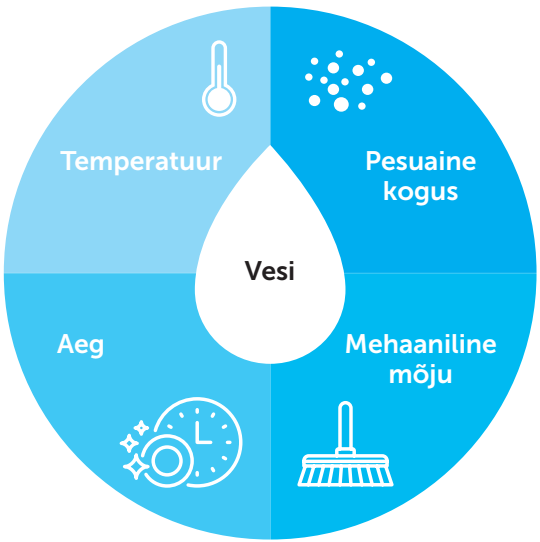 Temperatuur
Pesuaine
kogus
Vesi
Aeg
Mehaaniline
mõju